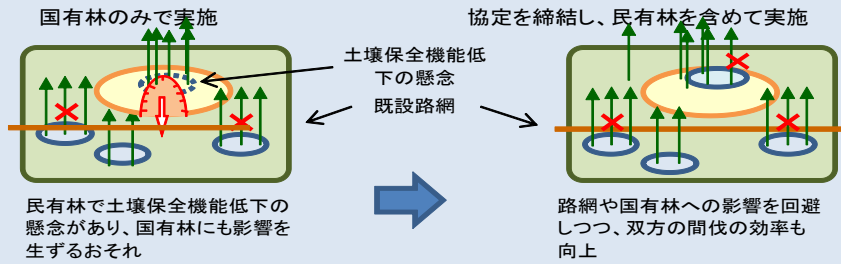 国有林のみで実施
協定を締結し、民有林を含めて実施
土壌保全機能低
下の懸念
既設路網
民有林で土壌保全機能低下の
懸念があり、国有林にも影響を
生ずるおそれ
路網や国有林への影響を回避
しつつ、双方の間伐の効率も
向上